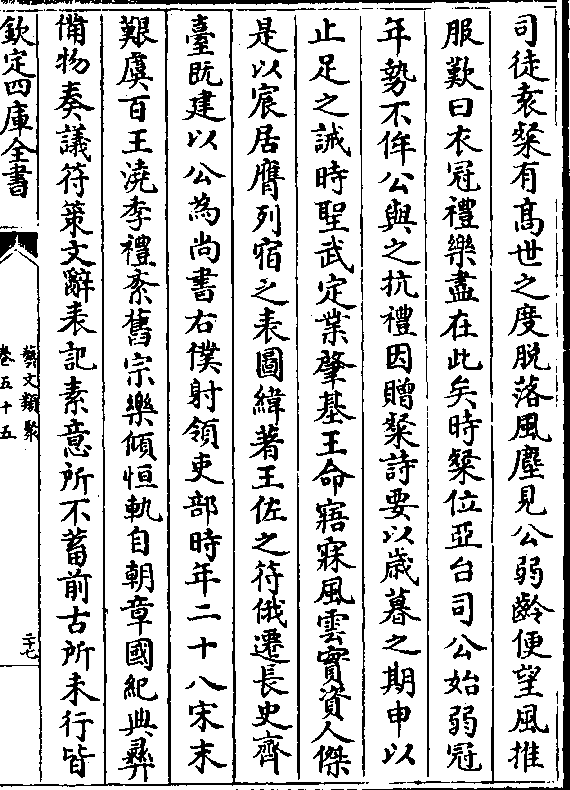 司徒袁粲有髙世之度脫落風塵見公弱齡便望風推
服歎曰衣冠禮樂盡在此矣時粲位亞台司公始弱冠
年勢不侔公與之抗禮因贈粲詩要以歲暮之期申以
止足之誡時聖武定業肇基王命寤寐風雲實資人傑
是以宸居膺列宿之表圖緯著王佐之符俄遷長史齊
臺既建以公為尚書右僕射領吏部時年二十八宋末
艱虞百王澆季禮紊舊宗樂傾恒軌自朝章國紀典彞
備物奏議符策文辭表記素意所不蓄前古所未行皆
欽定四庫全書
藝文類聚
卷五十五
二十七